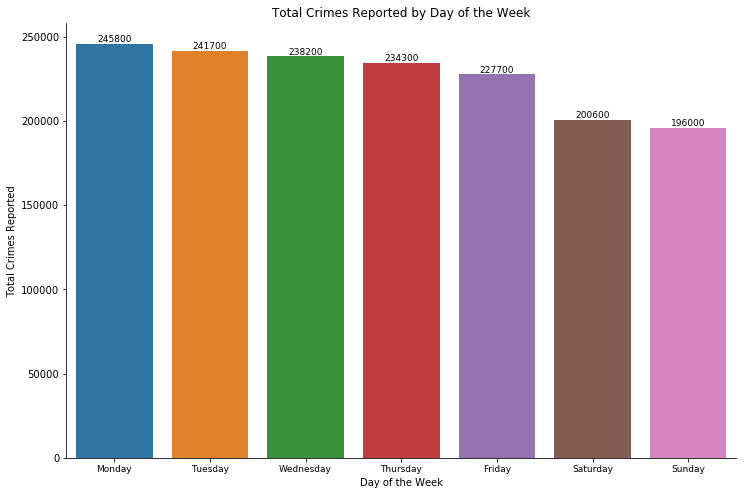 Total Crimes Reported by Day of the Week
Total Crimes Reported
250000
200000
150000
100000
50000
0
245800
241700
238200
234300
227700
200600
196000
Monday
Tuesday
Wednesday
Thursday
Friday
Saturday
Sunday
Day of the Week